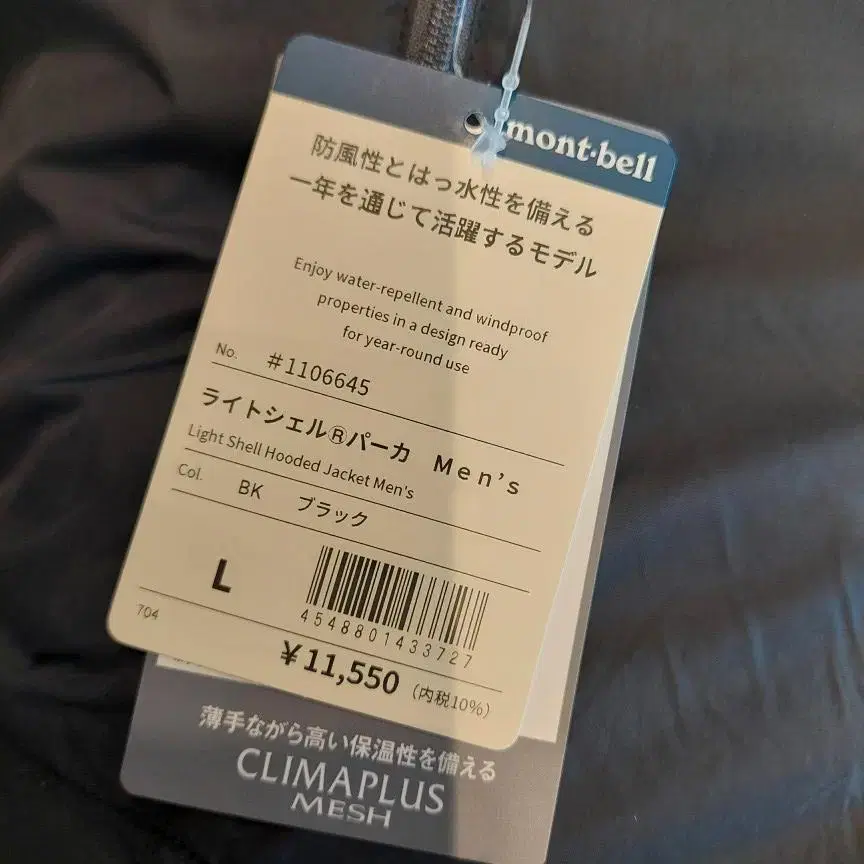 mont·bell
防風性とはっ水性を備える
一年を通じて活躍するモデル
Enjoy water-repellent and windproof
properties in a design ready
for year-round use
No. #1106645
ライトシェル®パーカ Men's
Light Shell Hooded Jacket Men's
Col. BK ブラック
L
4548801433727
704
¥11,550 (内税10%)
薄手ながら高い保温性を備える
CLIMAPLUS
MESH